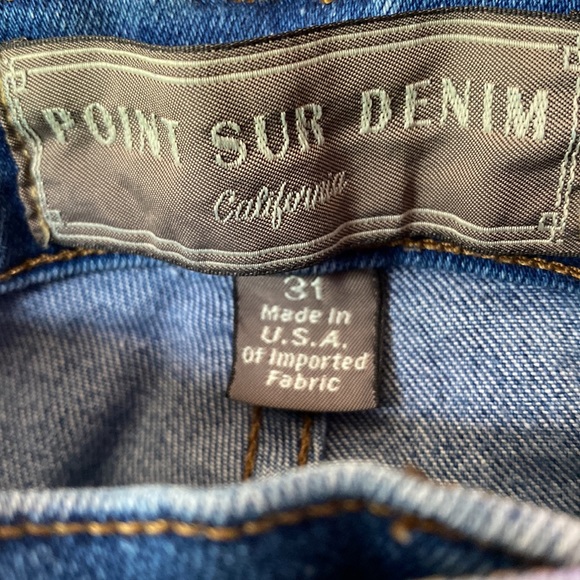 POINT SUR DENIM
California
31
Made In
U.S.A.
Of Imported
Fabric